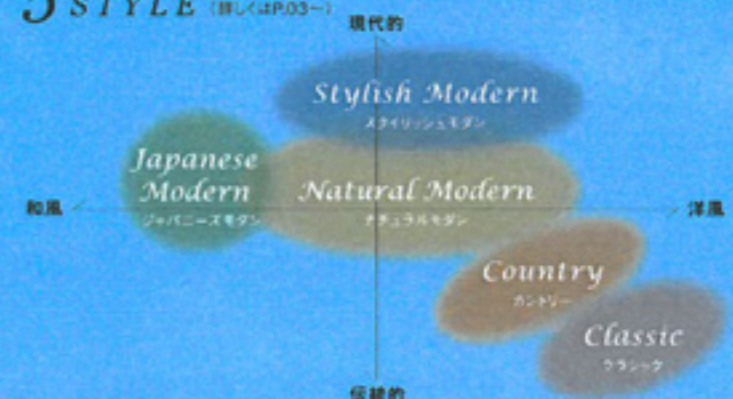 5 STYLE（詳しくはP.03〜）
現代的
Stylish Modern
スタイリッシュモダン
Japanese
Modern
ジャパニーズモダン
Natural Modern
ナチュラルモダン
和風
洋風
Country
カントリー
Classic
クラシック
伝統的